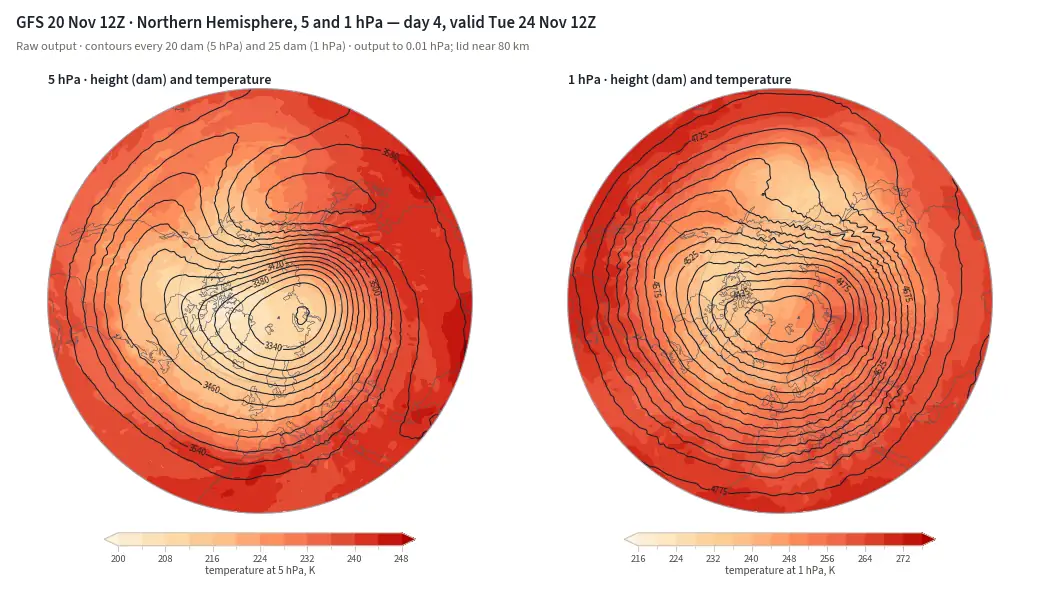 GFS 20 Nov 12Z · Northern Hemisphere, 5 and 1 hPa — day 4, valid Tue 24 Nov 12Z
Raw output · contours every 20 dam (5 hPa) and 25 dam (1 hPa) · output to 0.01 hPa; lid near 80 km
5 hPa · height (dam) and temperature
1 hPa · height (dam) and temperature
4725
3420
3380
3500
3340
3460
3540
4625
4575
4475
4675
4775
200 208 216 224 232 240 248
temperature at 5 hPa, K
216 224 232 240 248 256 264 272
temperature at 1 hPa, K